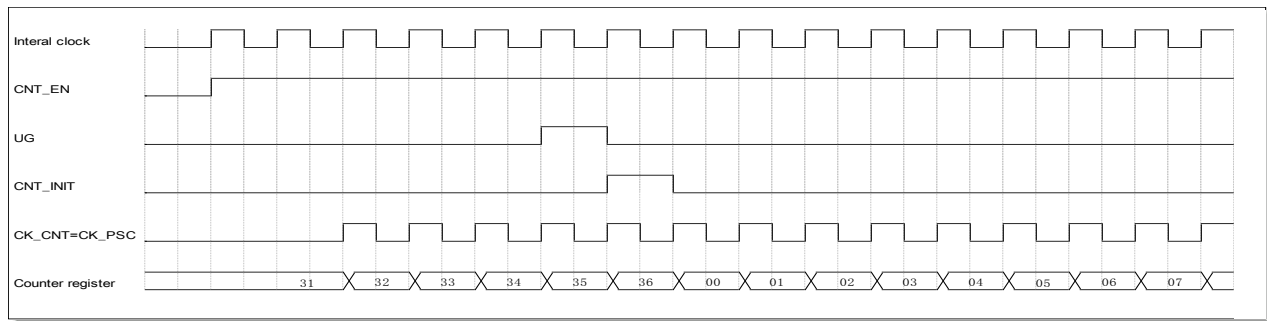 Interal clock
CNT_EN
UG
CNT_INIT
CK_CNT=CK_PSC
Counter register 31 32 33 34 35 36 00 01 02 03 04 05 06 07